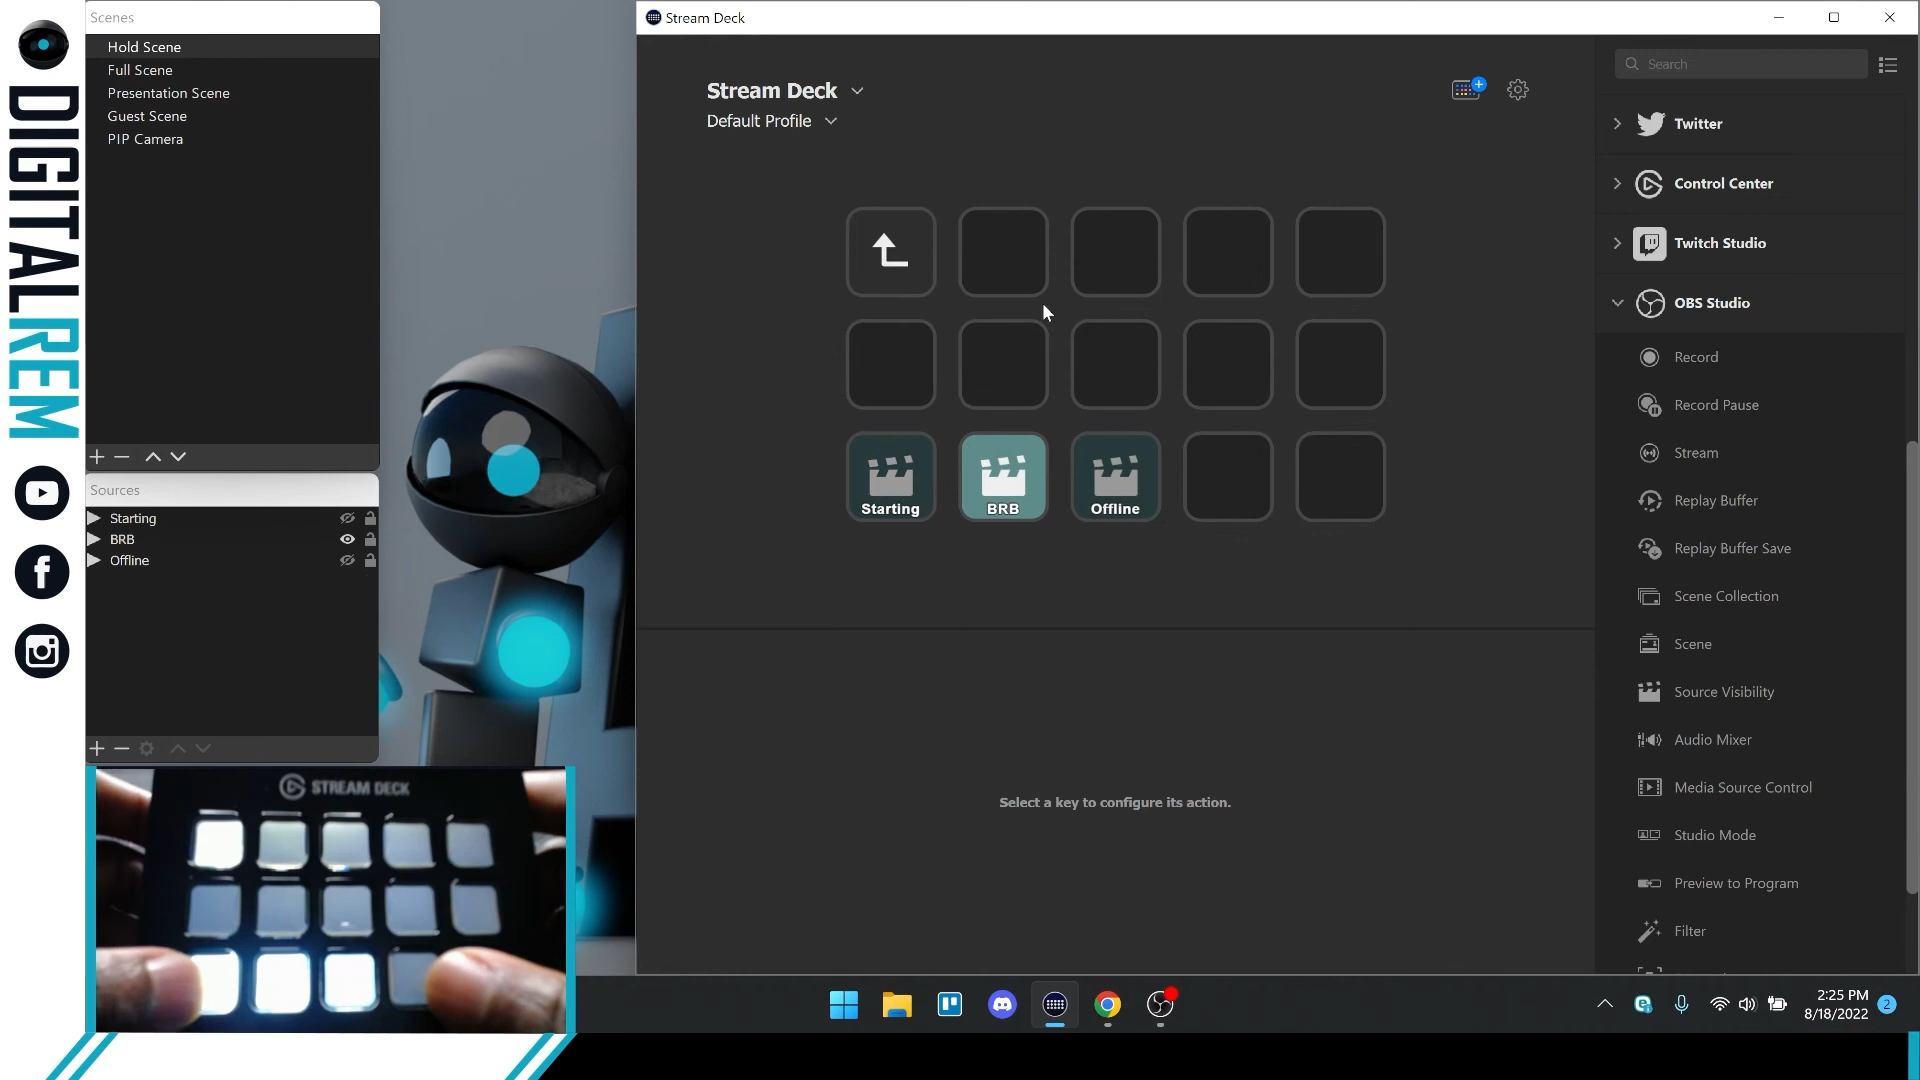 DIGITALREM
Scenes
Hold Scene
Full Scene
Presentation Scene
Guest Scene
PIP Camera
Sources
Starting
BRB
Offline
STREAM DECK
Stream Deck
Stream Deck
Default Profile
Starting
BRB
Offline
Select a key to configure its action.
Search
Twitter
Control Center
Twitch Studio
OBS Studio
Record
Record Pause
Stream
Replay Buffer
Replay Buffer Save
Scene Collection
Scene
Source Visibility
Audio Mixer
Media Source Control
Studio Mode
Preview to Program
Filter
2:25 PM
8/18/2022
2